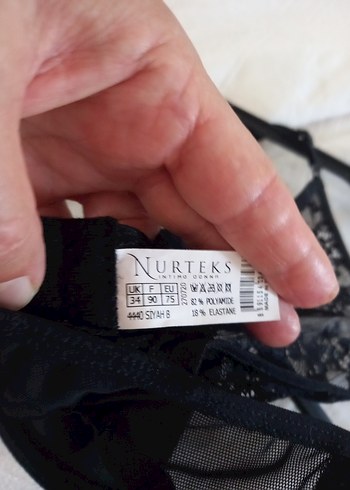 NURTEKS
INTIMO DONNA
UK F EU
34 90 75
82 % POLYAMIDE
4440 SIYAH B
18 % ELASTANE